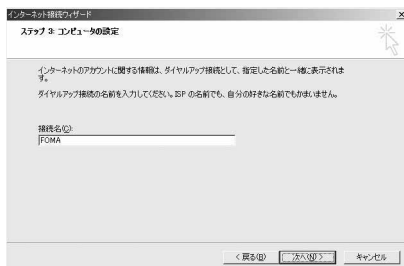 インターネット接続ウィザード
ステップ 3: コンピュータの設定
インターネットのアカウントに関する情報は、ダイヤルアップ接続として、指定した名前と一緒に表示されま
す。
ダイヤルアップ接続の名前を入力してください。ISP の名前でも、自分の好きな名前でもかまいません。
接続名(C):
FOMA
< 戻る(B)
次へ(N) >
キャンセル